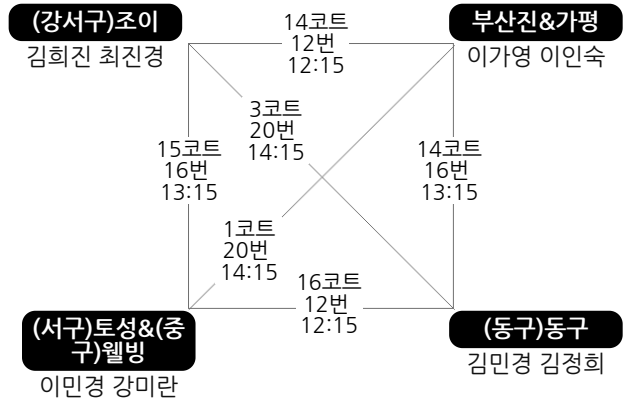 (강서구)조이
김희진 최진경
14코트
12번
12:15
부산진&가평
이가영 이인숙
3코트
20번
14:15
15코트
16번
13:15
14코트
16번
13:15
1코트
20번
14:15
16코트
12번
12:15
(서구)토성&(중
구)웰빙
이민경 강미란
(동구)동구
김민경 김정희